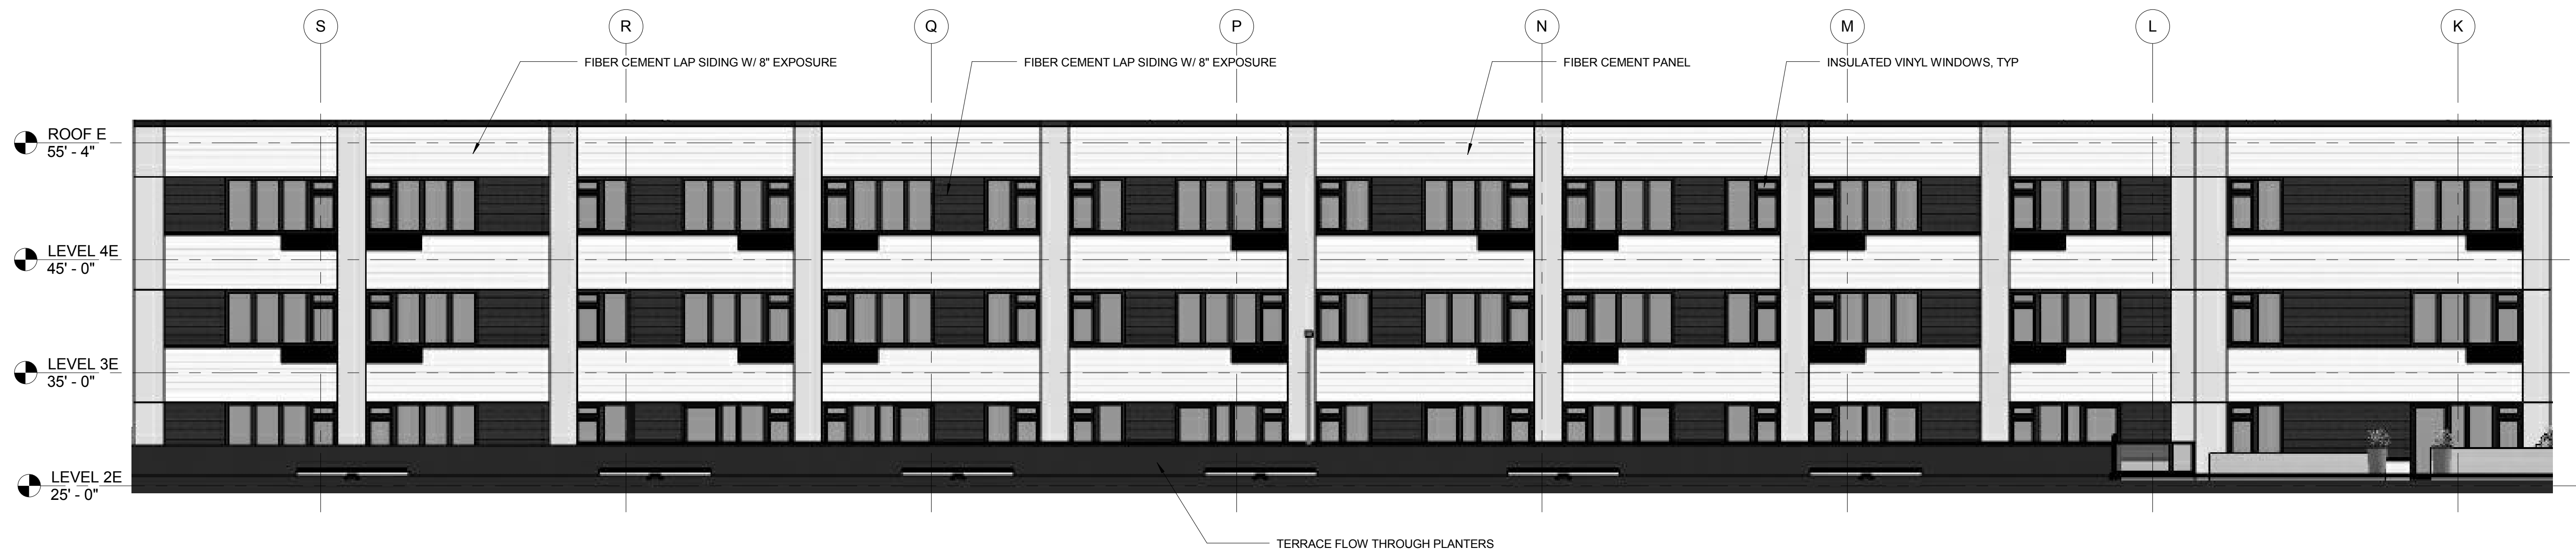 S R Q P N M L K
FIBER CEMENT LAP SIDING W/ 8" EXPOSURE
FIBER CEMENT LAP SIDING W/ 8" EXPOSURE
FIBER CEMENT PANEL
INSULATED VINYL WINDOWS, TYP
ROOF E
55' - 4"
LEVEL 4E
45' - 0"
LEVEL 3E
35' - 0"
LEVEL 2E
25' - 0"
TERRACE FLOW THROUGH PLANTERS